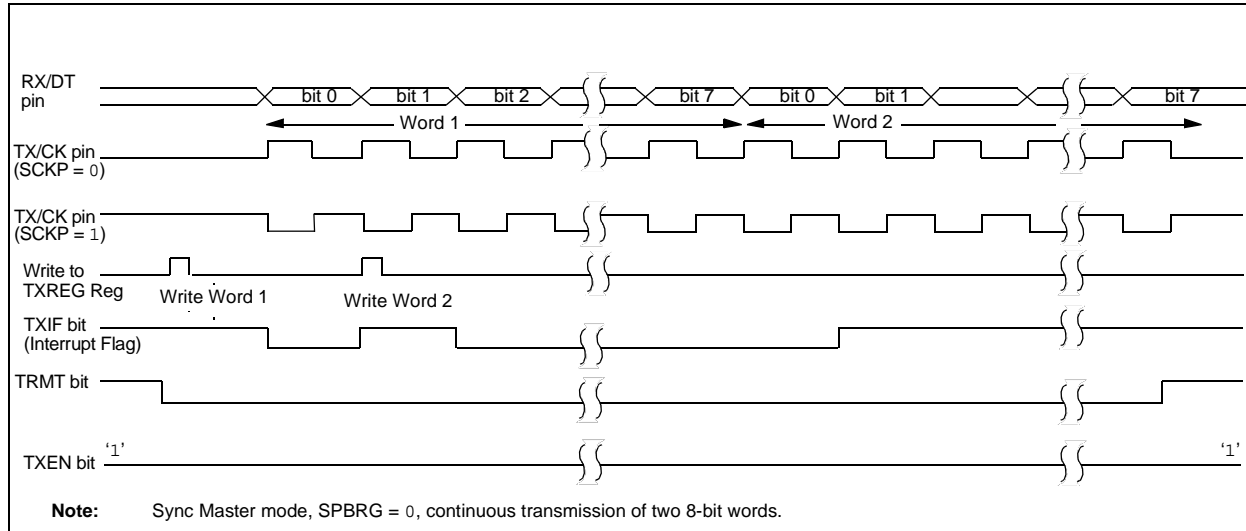 RX/DT
pin
bit 0 bit 1 bit 2 bit 7 bit 0 bit 1 bit 7
Word 1 Word 2
TX/CK pin
(SCKP = 0)
TX/CK pin
(SCKP = 1)
Write to
TXREG Reg
Write Word 1 Write Word 2
TXIF bit
(Interrupt Flag)
TRMT bit
TXEN bit
‘1’ ‘1’
Note: Sync Master mode, SPBRG = 0, continuous transmission of two 8-bit words.